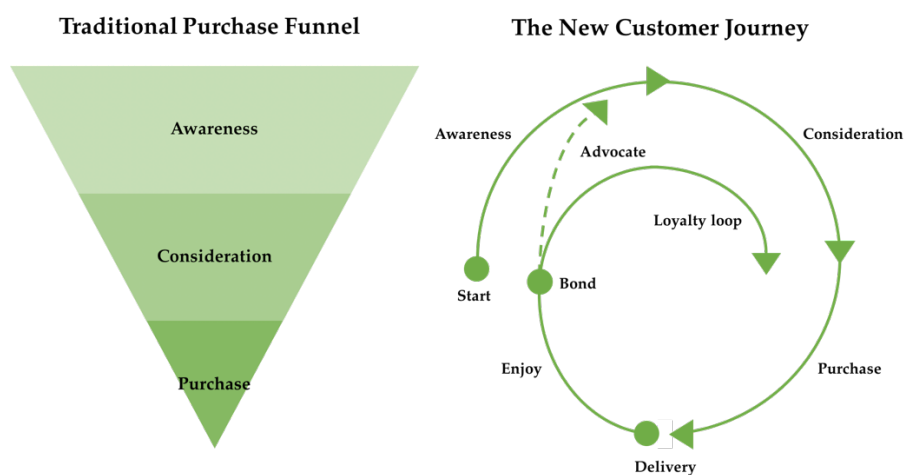 Traditional Purchase Funnel
Awareness
Consideration
Purchase
The New Customer Journey
Awareness
Advocate
Consideration
Loyalty loop
Start
Bond
Enjoy
Purchase
Delivery